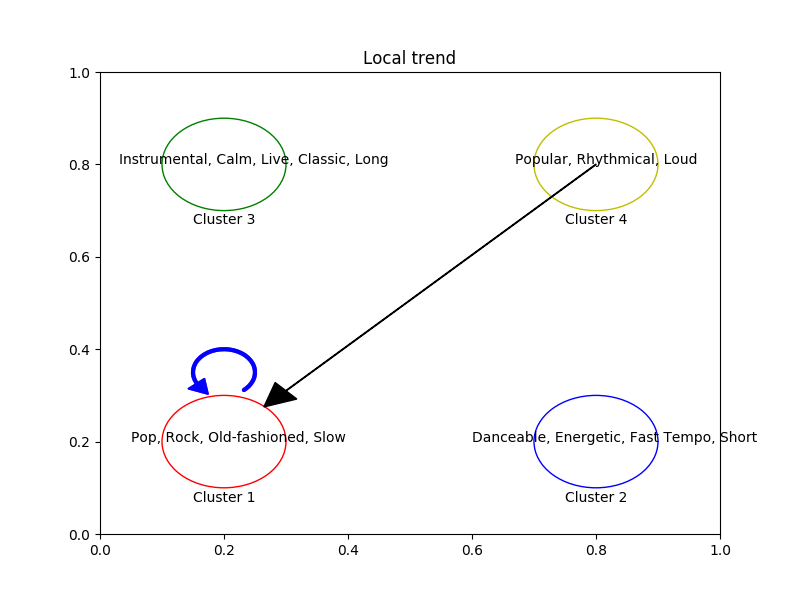 Local trend
1.0
Instrumental, Calm, Live, Classic, Long
Popular, Rhythmical, Loud
0.8
Cluster 3
Cluster 4
0.6
0.4
Pop, Rock, Old-fashioned, Slow
Danceable, Energetic, Fast Tempo, Short
0.2
Cluster 1
Cluster 2
0.0
0.0 0.2 0.4 0.6 0.8 1.0